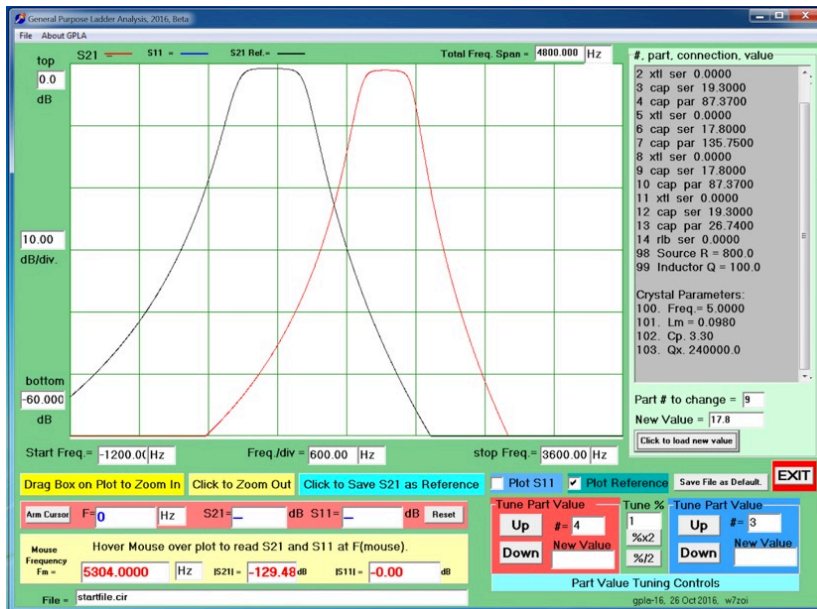 General Purpose Ladder Analysis, 2016, Beta
File About GPLA
top
0.0
dB
S21 S11 = S21 Rel.=
Total Freq. Span = 4800.000 Hz
10.00
dB/div.
bottom
-60.000
dB
Start Freq.= -1200.0( Hz
Freq./div = 600.00 Hz
stop Freq.= 3600.00 Hz
#, part, connection, value
2 xtl ser 0.0000
3 cap ser 19.3000
4 cap par 87.3700
5 xtl ser 0.0000
6 cap ser 17.8000
7 cap par 135.7500
8 xtl ser 0.0000
9 cap ser 17.8000
10 cap par 87.3700
11 xtl ser 0.0000
12 cap ser 19.3000
13 cap par 26.7400
14 rlb ser 0.0000
98 Source R = 800.0
99 Inductor Q = 100.0
Crystal Parameters:
100. Freq.= 5.0000
101. Lm = 0.0980
102. Cp. 3.30
103. Qx. 240000.0
Part # to change = 9
New Value = 17.8
Click to load new value
Drag Box on Plot to Zoom In
Click to Zoom Out
Click to Save S21 as Reference
Plot S11
Plot Reference
Save File as Default.
EXIT
Arm Cursor F= 0 Hz S21= _ dB S11= _ dB Reset
Hover Mouse over plot to read S21 and S11 at F(mouse).
Mouse Frequency Fm = 5304.0000 Hz |S21| = -129.48 dB |S11| = -0.00 dB
File = startfile.cir
Tune Part Value
Up #= 4
Down New Value
Tune %
1
%x2
%/2
Tune Part Value
Up #= 3
Down New Value
Part Value Tuning Controls
gpla-16, 26 Oct 2016, w7zoi